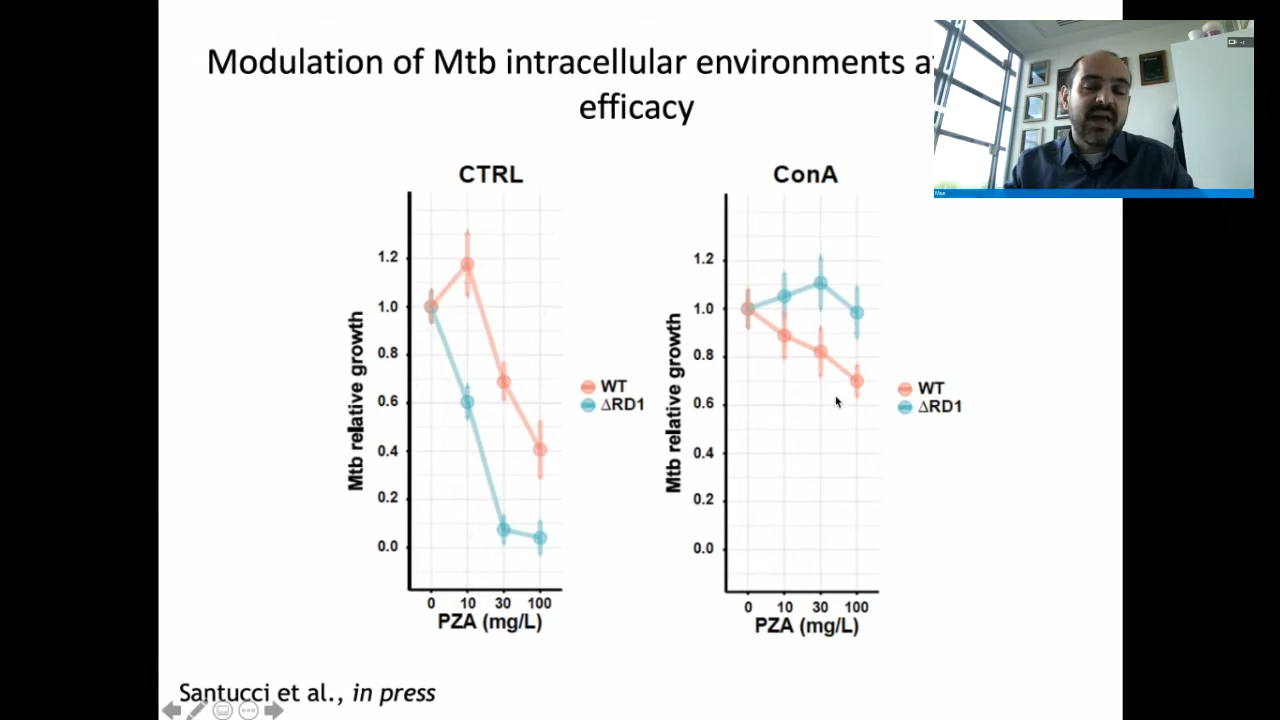 Modulation of Mtb intracellular environments
efficacy
CTRL
Mtb relative growth
1.2
1.0
0.8
0.6
0.4
0.2
0.0
0 10 30 100
PZA (mg/L)
WT
ΔRD1
ConA
Mtb relative growth
1.2
1.0
0.8
0.6
0.4
0.2
0.0
0 10 30 100
PZA (mg/L)
WT
ΔRD1
Santucci et al., in press